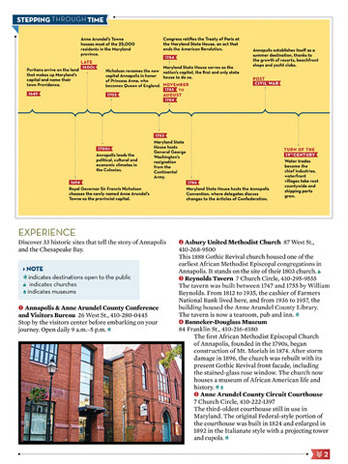 STEPPING THROUGH TIME
Puritans arrive on the land
that makes up Maryland's
capital and name their
town Providence.
1649
Anne Arundel's Towne
houses most of the 25,000
residents in the Maryland
province.
LATE
1600s
Nicholson renames the new
capital Annapolis in honor
of Princess Anne, who
becomes Queen of England.
1702
Congress ratifies the Treaty of Paris at
the Maryland State House, an act that
ends the American Revolution.
1784
Maryland State House serves as the
nation's capital, the first and only state
house to do so.
NOVEMBER
1783 TO
AUGUST
1784
Annapolis establishes itself as a
summer destination, thanks to
the growth of resorts, beachfront
shops and yacht clubs.
POST
CIVIL WAR
1694
Royal Governor Sir Francis Nicholson
chooses the newly named Anne Arundel's
Towne as the provincial capital.
1700s
Annapolis leads the
political, cultural and
economic climates in
the Colonies.
1783
Maryland State
House hosts
General George
Washington's
resignation
from the
Continental
Army.
1786
Maryland State House hosts the Annapolis
Convention, where delegates discuss
changes to the Articles of Confederation.
TURN OF THE
19TH CENTURY
Water trades
become the
chief industries,
waterfront
villages take root
countywide and
shipping ports
grow.
EXPERIENCE
Discover 33 historic sites that tell the story of Annapolis
and the Chesapeake Bay.
NOTE
indicates destinations open to the public
indicates churches
indicates museums
1 Annapolis & Anne Arundel County Conference
and Visitors Bureau 26 West St., 410-280-0445
Stop by the visitor center before embarking on your
journey. Open daily 9 a.m.–5 p.m.
2 Asbury United Methodist Church 87 West St.,
410-268-9500
This 1888 Gothic Revival church housed one of the
earliest African Methodist Episcopal congregations in
Annapolis. It stands on the site of their 1803 church.
3 Reynolds Tavern 7 Church Circle, 410-295-9555
The tavern was built between 1747 and 1755 by William
Reynolds. From 1812 to 1935, the cashier of Farmers
National Bank lived here, and from 1936 to 1957, the
building housed the Anne Arundel County Library.
The tavern is now a tearoom, pub and inn.
4 Banneker-Douglass Museum
84 Franklin St., 410-216-6180
The first African Methodist Episcopal Church
of Annapolis, founded in the 1790s, began
construction of Mt. Moriah in 1874. After storm
damage in 1896, the church was rebuilt with its
present Gothic Revival front facade, including
the stained-glass rose window. The church now
houses a museum of African American life and
history.
5 Anne Arundel County Circuit Courthouse
7 Church Circle, 410-222-1397
The third-oldest courthouse still in use in
Maryland. The original Federal-style portion of
the courthouse was built in 1824 and enlarged in
1892 in the Italianate style with a projecting tower
and cupola.
2